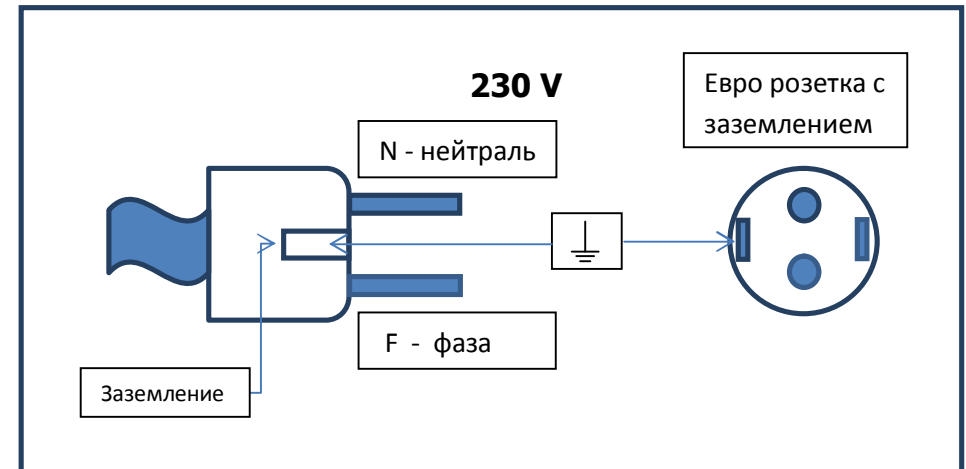 230 V
Евро розетка с
заземлением
N - нейтраль
F - фаза
Заземление